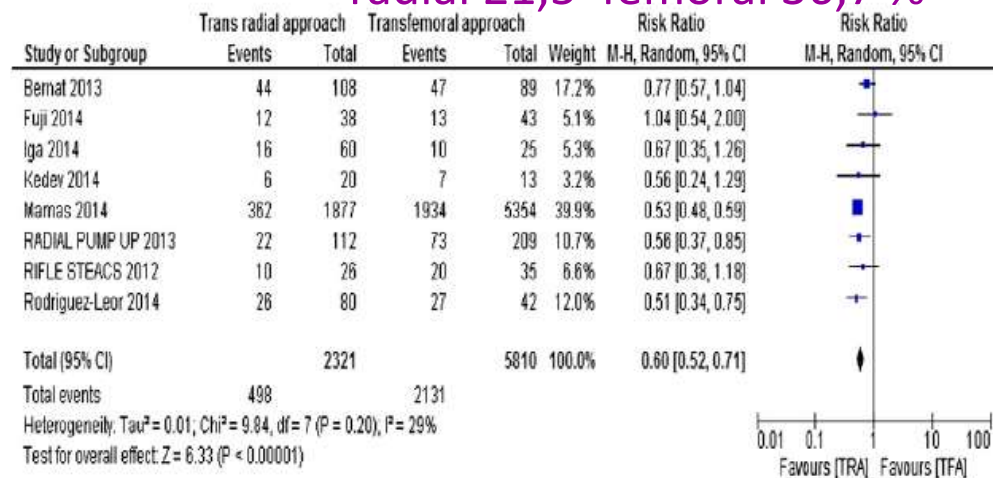 radial 21,5 femoral 36,7 %
Trans radial approach Transfemoral approach Risk Ratio Risk Ratio
Study or Subgroup Events Total Events Total Weight M-H, Random, 95% CI M-H, Random, 95% CI
Bernat 2013 44 108 47 89 17.2% 0.77 [0.57, 1.04]
Fuji 2014 12 38 13 43 5.1% 1.04 [0.54, 2.00]
Iga 2014 16 60 10 25 5.3% 0.67 [0.35, 1.26]
Kedev 2014 6 20 7 13 3.2% 0.56 [0.24, 1.29]
Mamas 2014 362 1877 1934 5354 39.9% 0.53 [0.48, 0.59]
RADIAL PUMP UP 2013 22 112 73 209 10.7% 0.56 [0.37, 0.85]
RIFLE STEACS 2012 10 26 20 35 6.6% 0.67 [0.38, 1.18]
Rodriguez-Leor 2014 26 80 27 42 12.0% 0.51 [0.34, 0.75]
Total (95% CI) 2321 5810 100.0% 0.60 [0.52, 0.71]
Total events 498 2131
Heterogeneity: Tau² = 0.01; Chi² = 9.84, df = 7 (P = 0.20); I² = 29%
Test for overall effect: Z = 6.33 (P < 0.00001)
0.01 0.1 1 10 100
Favours [TRA] Favours [TFA]